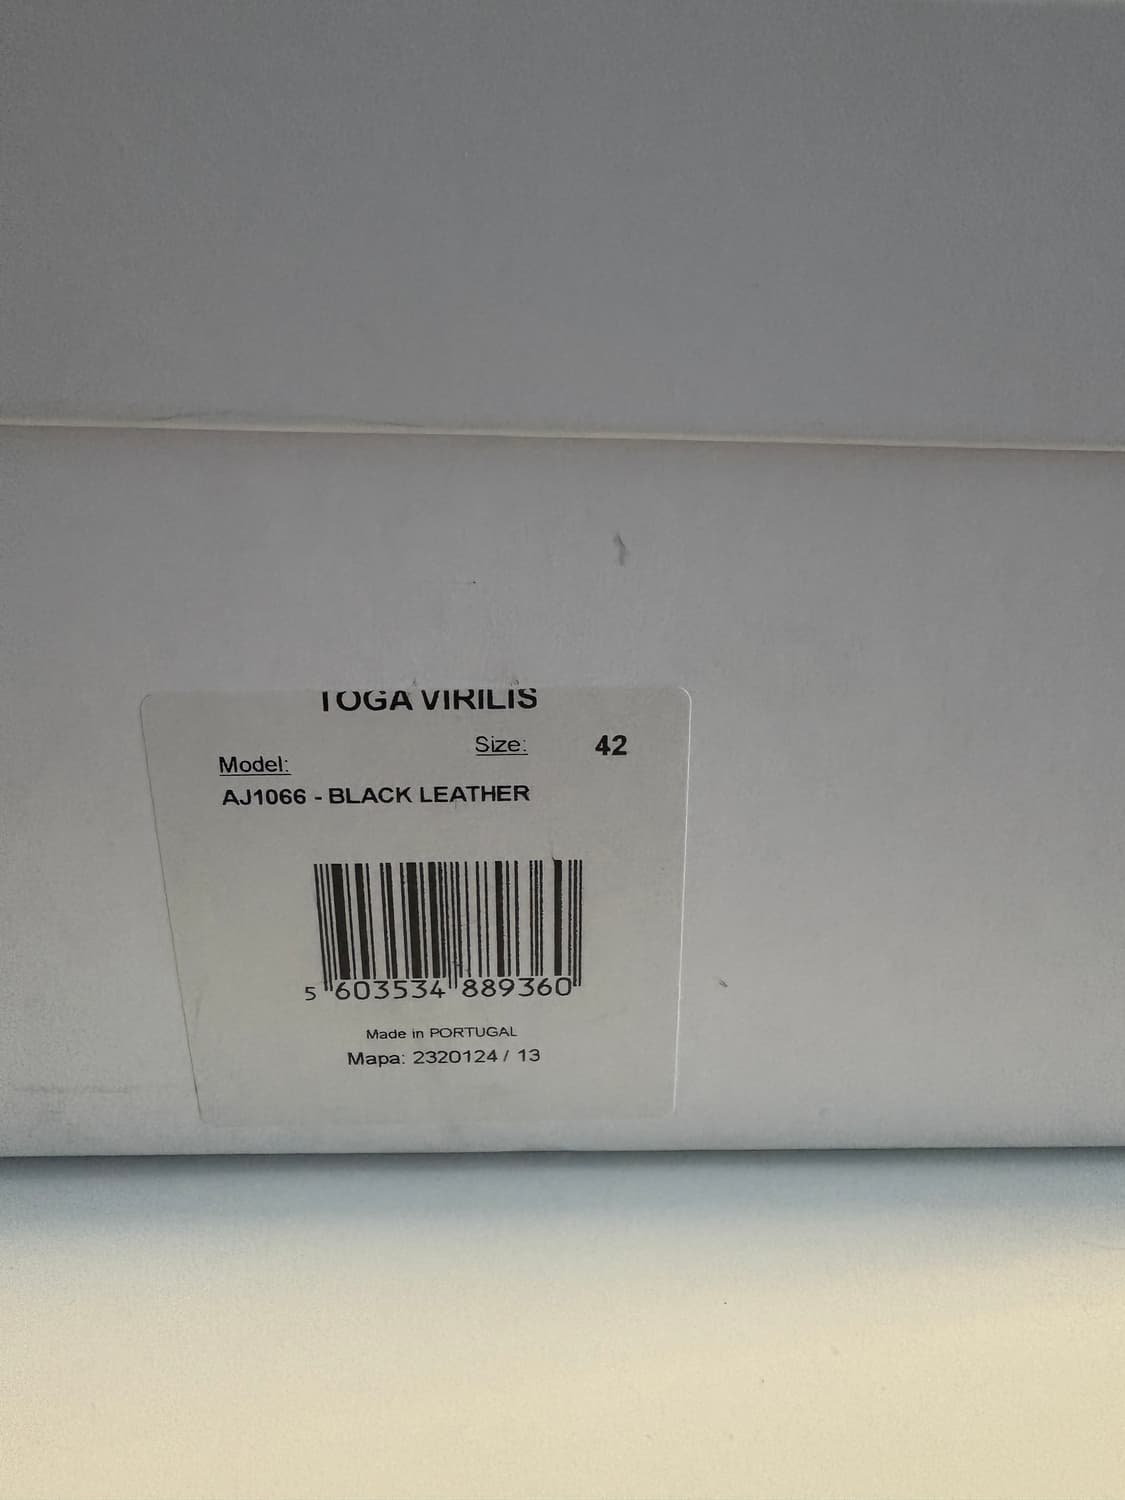 TOGA VIRILIS
Size: 42
Model:
AJ1066 - BLACK LEATHER
5 603534 889360
Made in PORTUGAL
Mapa: 2320124 / 13